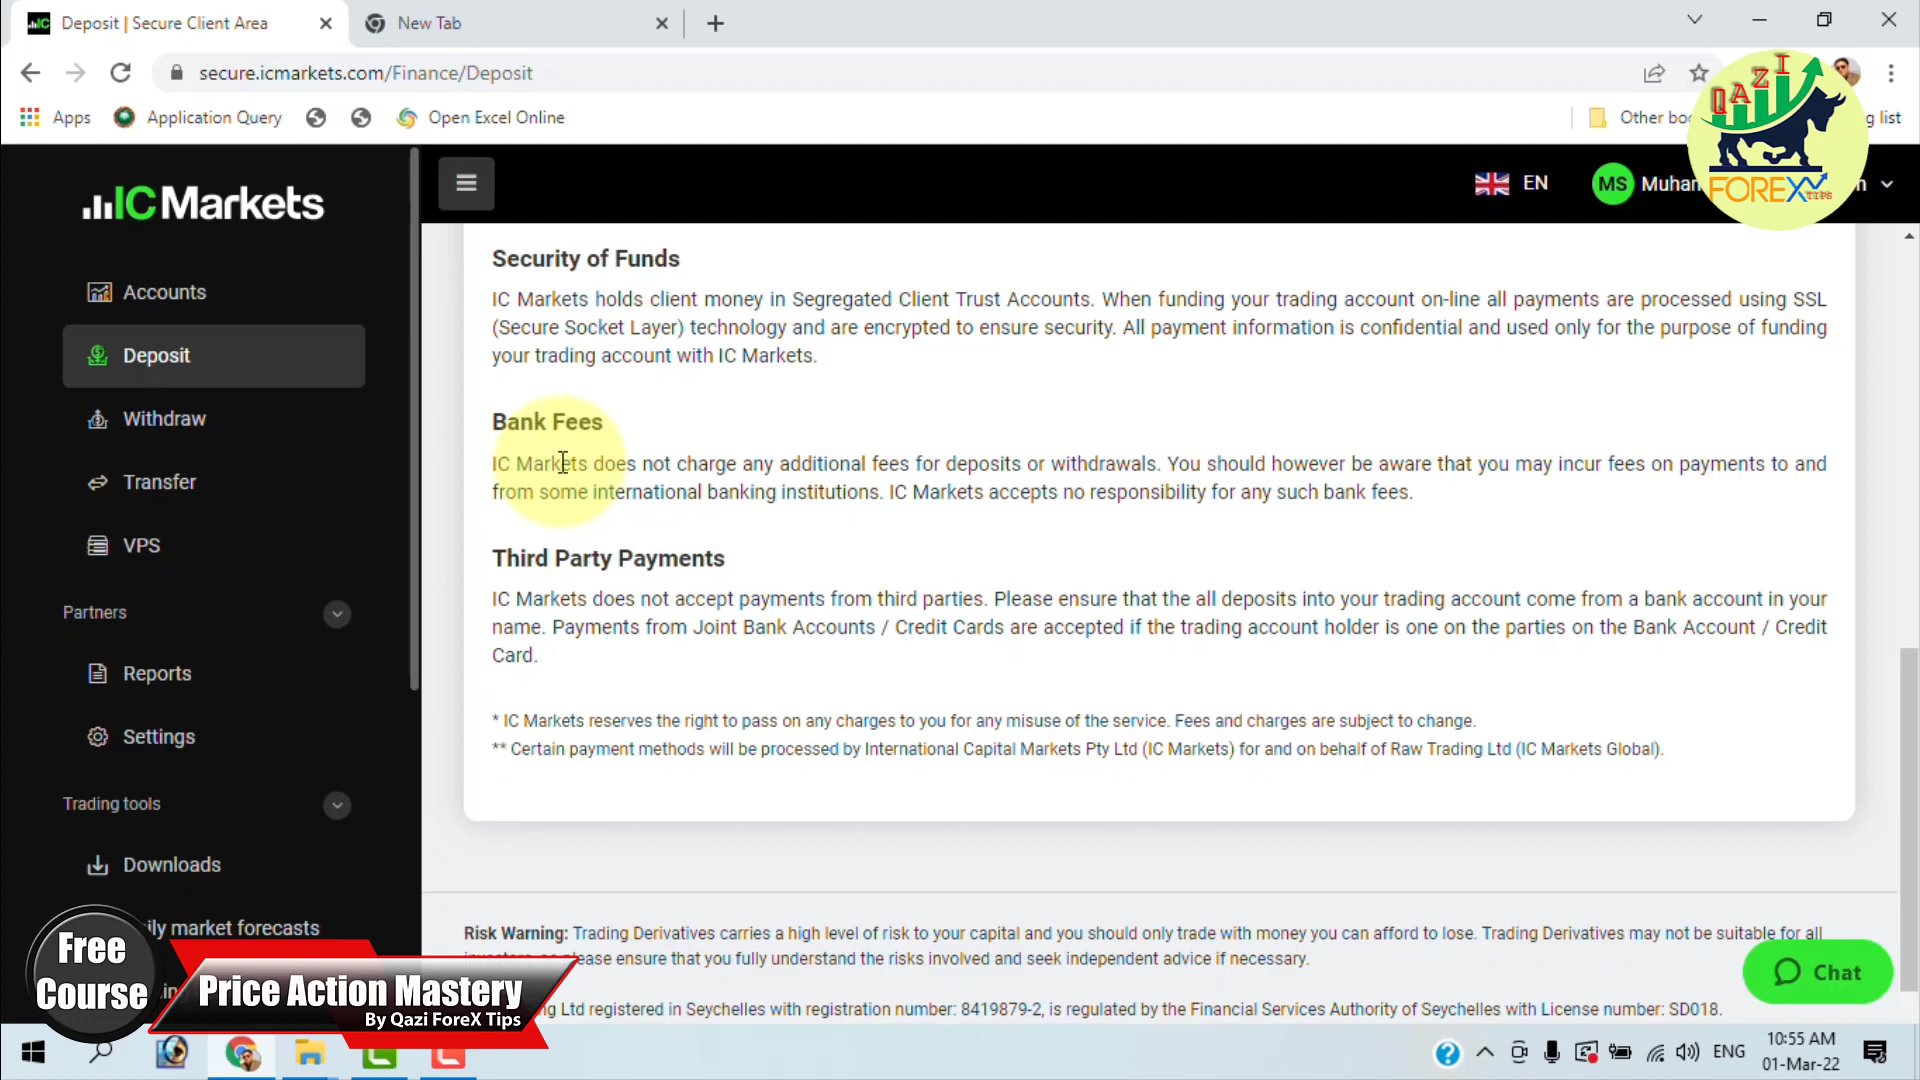 Deposit | Secure Client Area
New Tab
secure.icmarkets.com/Finance/Deposit
Apps
Application Query
Open Excel Online
Other
g list
QAZI
FOREX
TIPS
IC Markets
EN
MS
Accounts
Deposit
Withdraw
Transfer
VPS
Partners
Reports
Settings
Trading tools
Downloads
market forecasts
Security of Funds
IC Markets holds client money in Segregated Client Trust Accounts. When funding your trading account on-line all payments are processed using SSL
(Secure Socket Layer) technology and are encrypted to ensure security. All payment information is confidential and used only for the purpose of funding
your trading account with IC Markets.
Bank Fees
IC Markets does not charge any additional fees for deposits or withdrawals. You should however be aware that you may incur fees on payments to and
from some international banking institutions. IC Markets accepts no responsibility for any such bank fees.
Third Party Payments
IC Markets does not accept payments from third parties. Please ensure that the all deposits into your trading account come from a bank account in your
name. Payments from Joint Bank Accounts / Credit Cards are accepted if the trading account holder is one on the parties on the Bank Account / Credit
Card.
* IC Markets reserves the right to pass on any charges to you for any misuse of the service. Fees and charges are subject to change.
** Certain payment methods will be processed by International Capital Markets Pty Ltd (IC Markets) for and on behalf of Raw Trading Ltd (IC Markets Global).
Risk Warning: Trading Derivatives carries a high level of risk to your capital and you should only trade with money you can afford to lose. Trading Derivatives may not be suitable for all
please ensure that you fully understand the risks involved and seek independent advice if necessary.
Ltd registered in Seychelles with registration number: 8419879-2, is regulated by the Financial Services Authority of Seychelles with License number: SD018.
Chat
Free
Course
Price Action Mastery
By Qazi ForeX Tips
ENG
10:55 AM
01-Mar-22